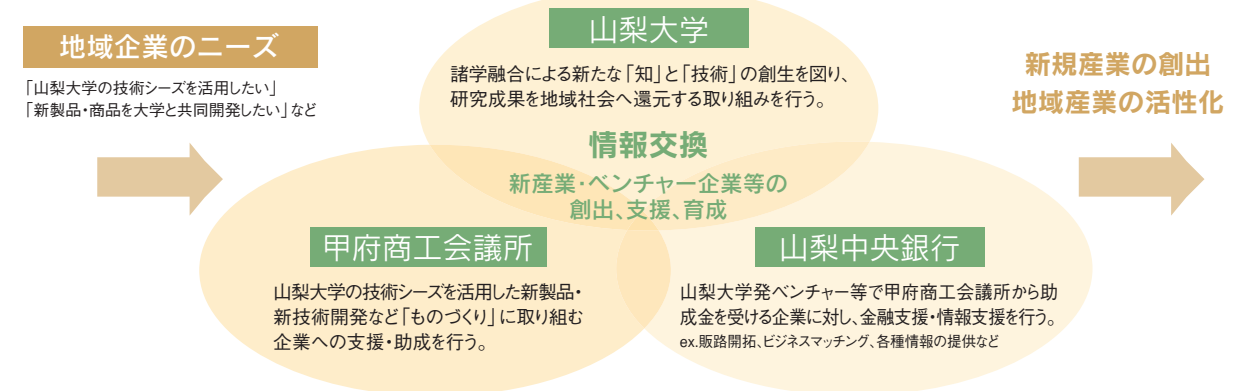 地域企業のニーズ
「山梨大学の技術シーズを活用したい」
「新製品・商品を大学と共同開発したい」など
山梨大学
諸学融合による新たな「知」と「技術」の創生を図り、
研究成果を地域社会へ還元する取り組みを行う。
情報交換
新産業・ベンチャー企業等の
創出、支援、育成
甲府商工会議所
山梨大学の技術シーズを活用した新製品・
新技術開発など「ものづくり」に取り組む
企業への支援・助成を行う。
山梨中央銀行
山梨大学発ベンチャー等で甲府商工会議所から助
成金を受ける企業に対し、金融支援・情報支援を行う。
ex.販路開拓、ビジネスマッチング、各種情報の提供など
新規産業の創出
地域産業の活性化